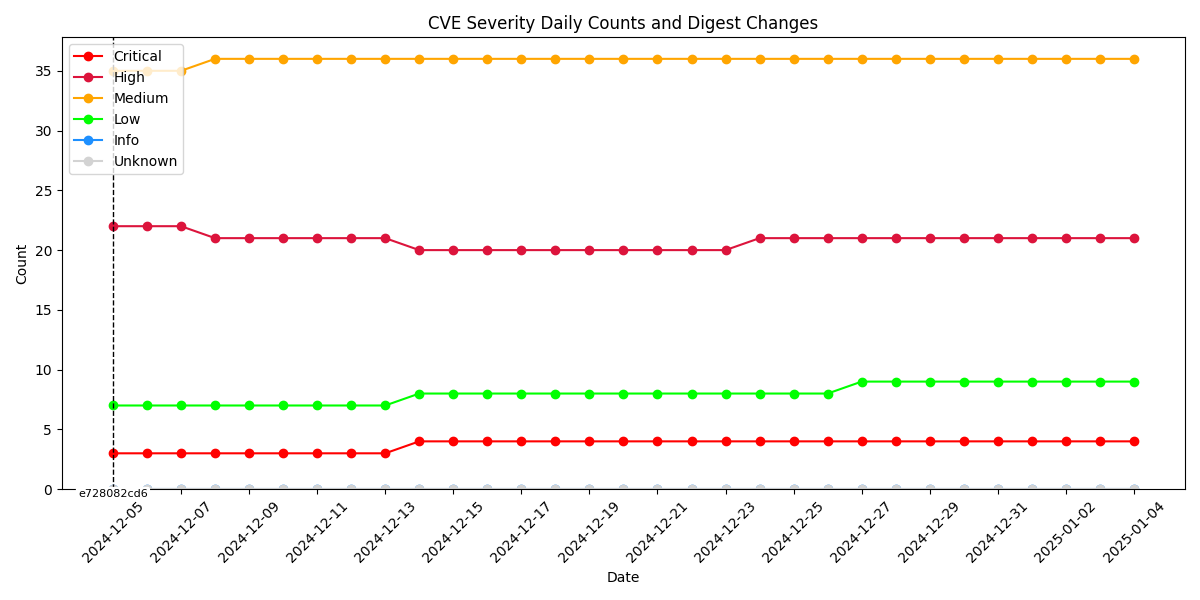 CVE Severity Daily Counts and Digest Changes
Critical
High
Medium
Low
Info
Unknown
Count
35
30
25
20
15
10
5
0
e728082cd6
2024-12-05
2024-12-07
2024-12-09
2024-12-11
2024-12-13
2024-12-15
2024-12-17
2024-12-19
2024-12-21
2024-12-23
2024-12-25
2024-12-27
2024-12-29
2024-12-31
2025-01-02
2025-01-04
Date